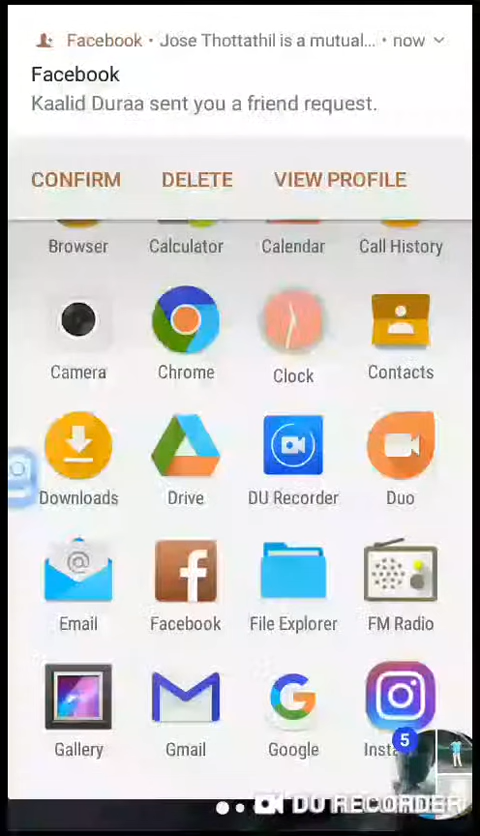 Facebook • Jose Thottathil is a mutual... • now
Facebook
Kaalid Duraa sent you a friend request.
CONFIRM DELETE VIEW PROFILE
Browser Calculator Calendar Call History
Camera Chrome Clock Contacts
Downloads Drive DU Recorder Duo
Email Facebook File Explorer FM Radio
Gallery Gmail Google Insta
5
DU RECORDER